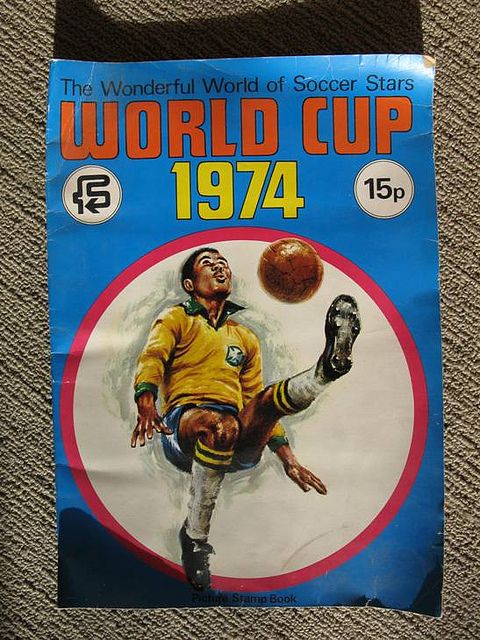 The Wonderful World of Soccer Stars
WORLD CUP
1974
15p
Picture Stamp Book